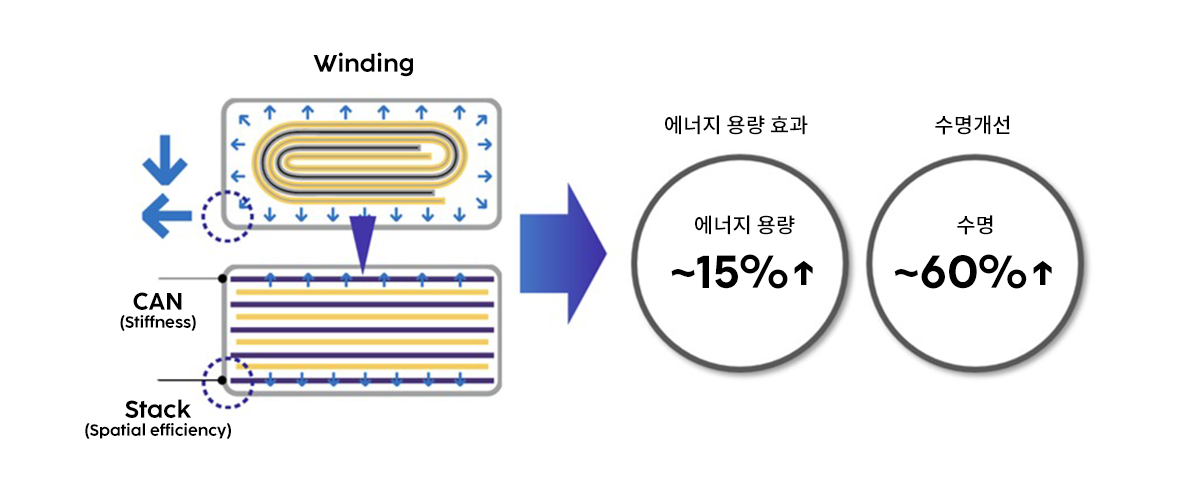 Winding
CAN
(Stiffness)
Stack
(Spatial efficiency)
에너지 용량 효과
에너지 용량
~15%↑
수명개선
수명
~60%↑